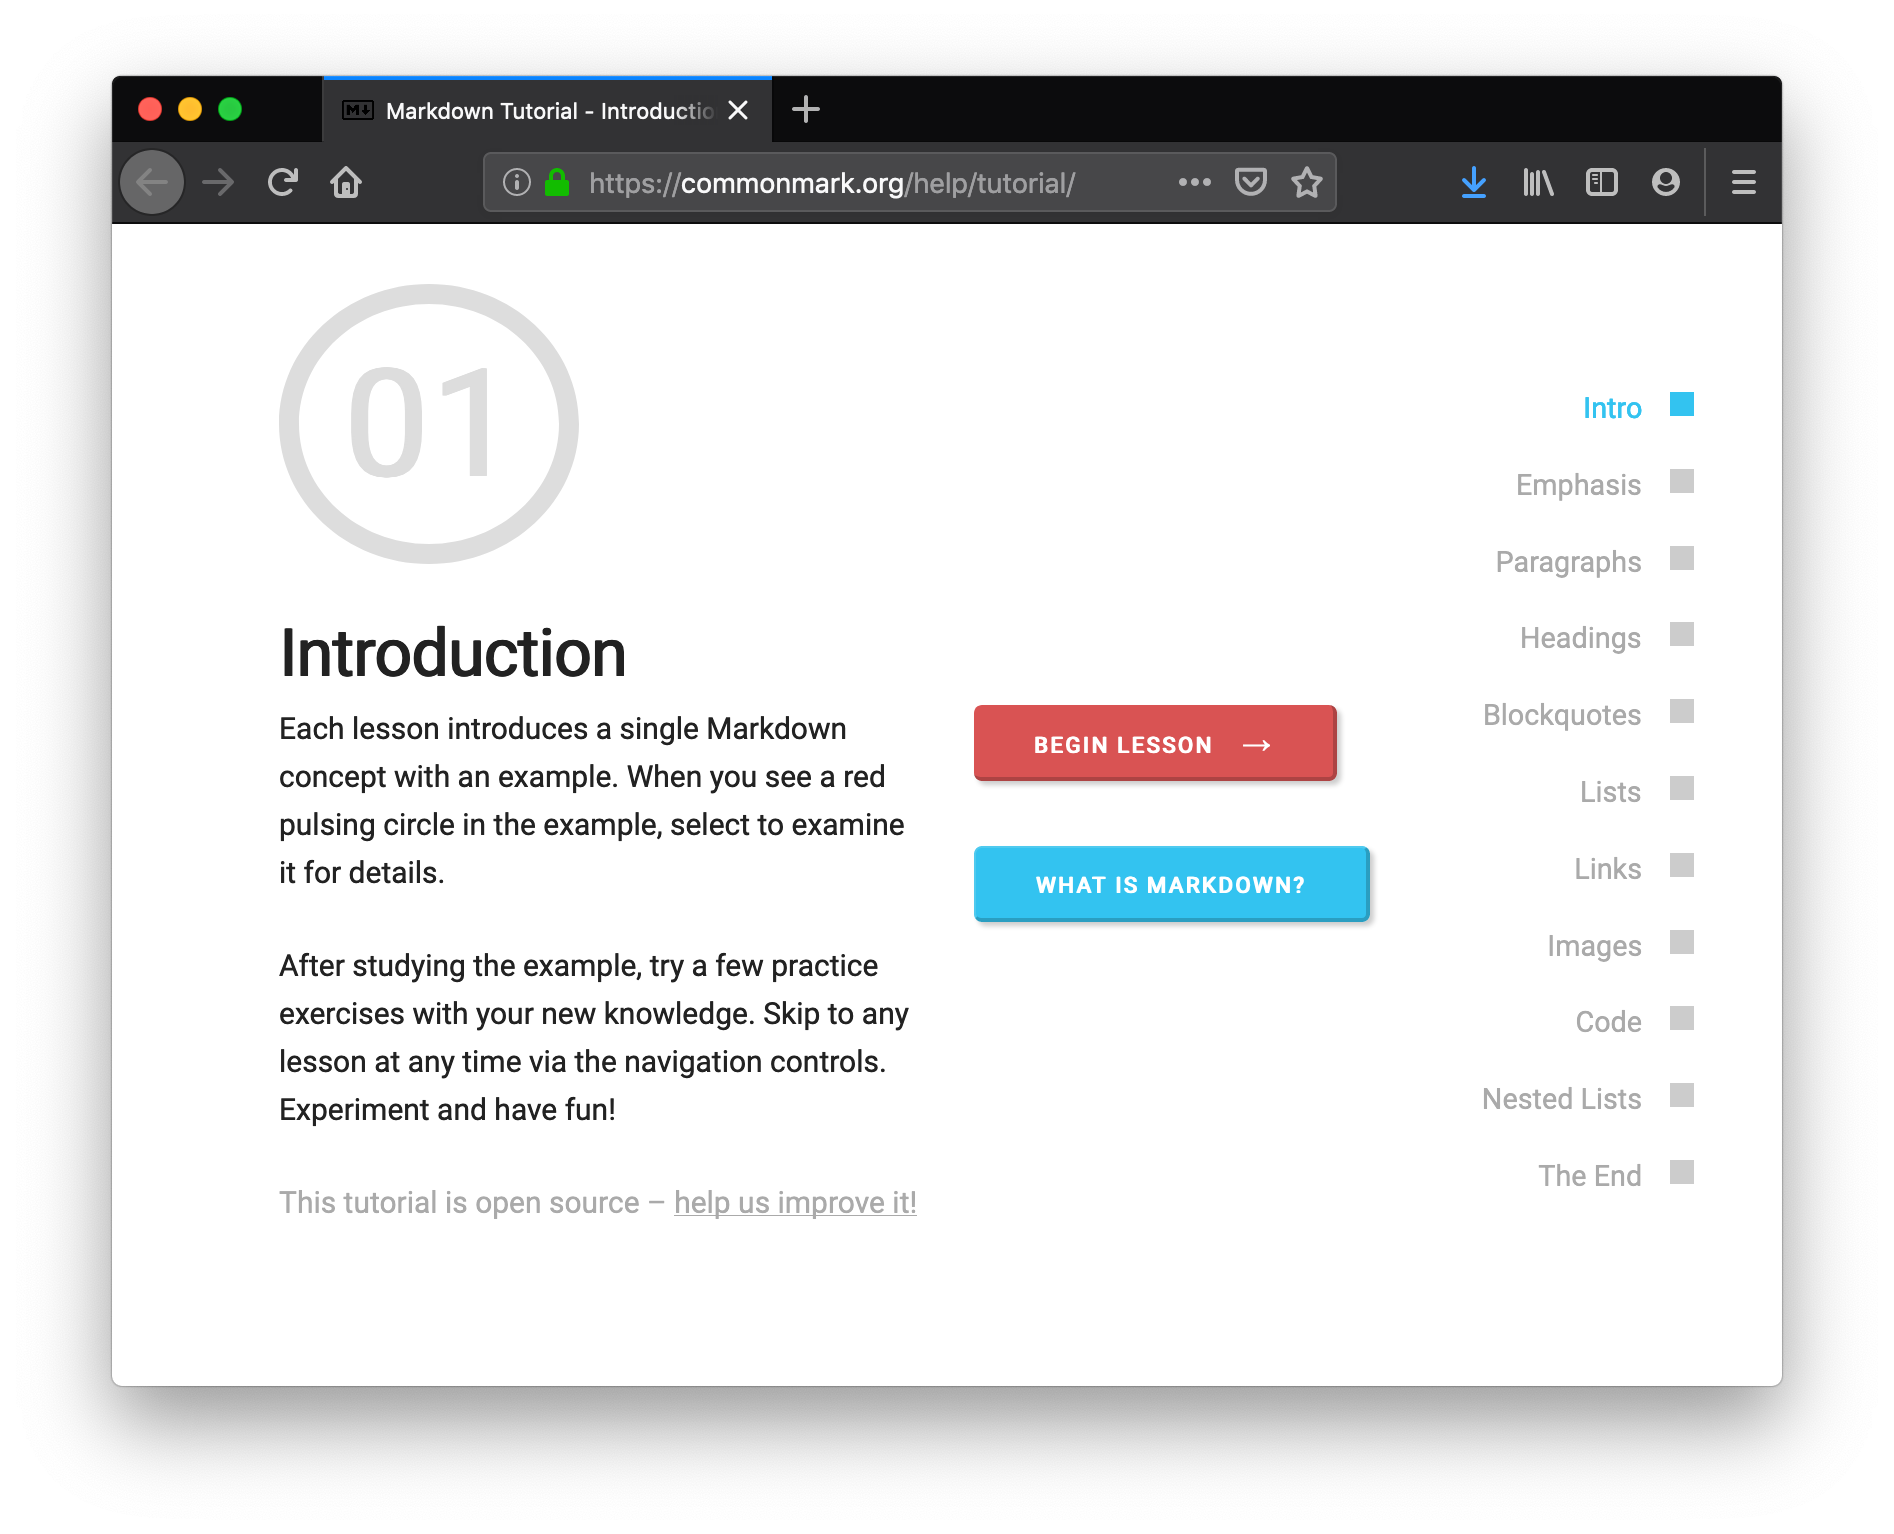 Markdown Tutorial - Introductio
https://commonmark.org/help/tutorial/
01
Introduction
Each lesson introduces a single Markdown
concept with an example. When you see a red
pulsing circle in the example, select to examine
it for details.
After studying the example, try a few practice
exercises with your new knowledge. Skip to any
lesson at any time via the navigation controls.
Experiment and have fun!
This tutorial is open source – help us improve it!
BEGIN LESSON →
WHAT IS MARKDOWN?
Intro
Emphasis
Paragraphs
Headings
Blockquotes
Lists
Links
Images
Code
Nested Lists
The End